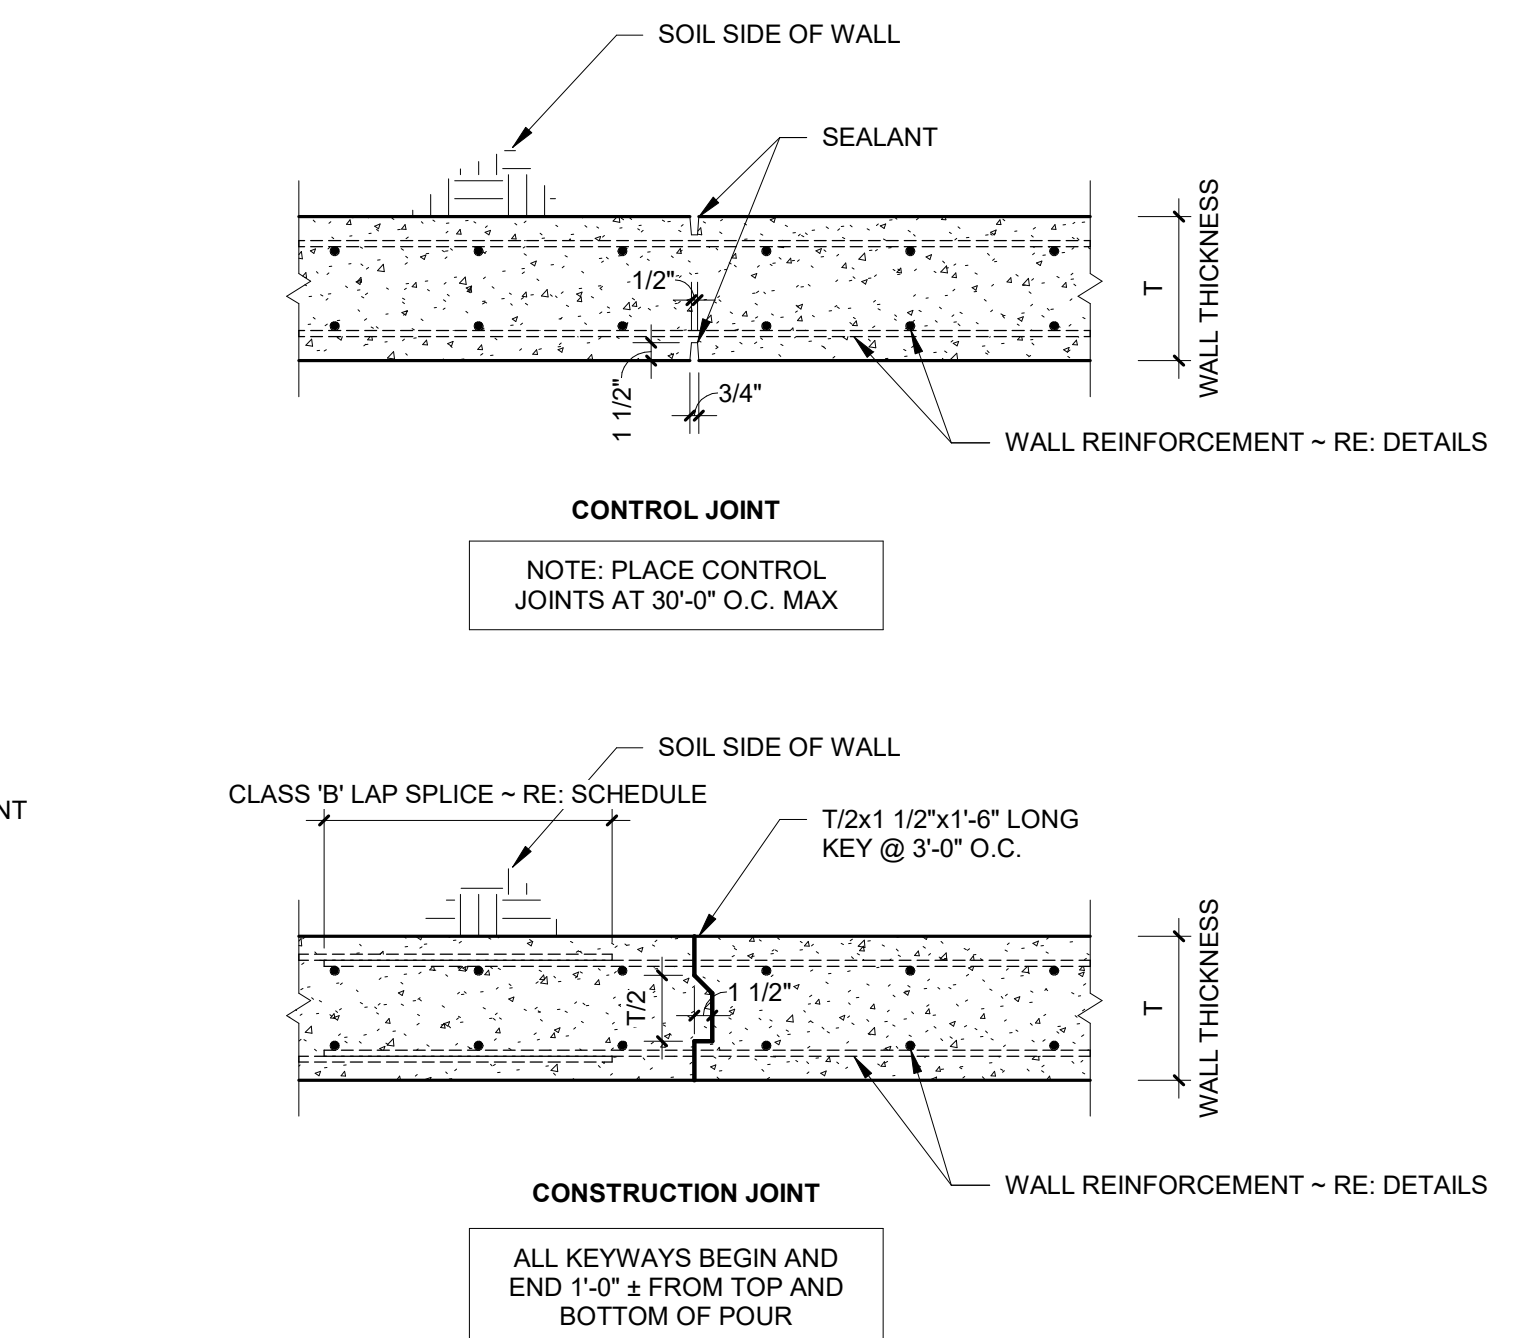 SOIL SIDE OF WALL
SEALANT
1/2"
1 1/2"
3/4"
T
WALL THICKNESS
WALL REINFORCEMENT ~ RE: DETAILS
CONTROL JOINT
NOTE: PLACE CONTROL
JOINTS AT 30'-0" O.C. MAX
SOIL SIDE OF WALL
CLASS 'B' LAP SPLICE ~ RE: SCHEDULE
NT
T/2x1 1/2"x1'-6" LONG
KEY @ 3'-0" O.C.
T/2
1 1/2"
T
WALL THICKNESS
WALL REINFORCEMENT ~ RE: DETAILS
CONSTRUCTION JOINT
ALL KEYWAYS BEGIN AND
END 1'-0" ± FROM TOP AND
BOTTOM OF POUR